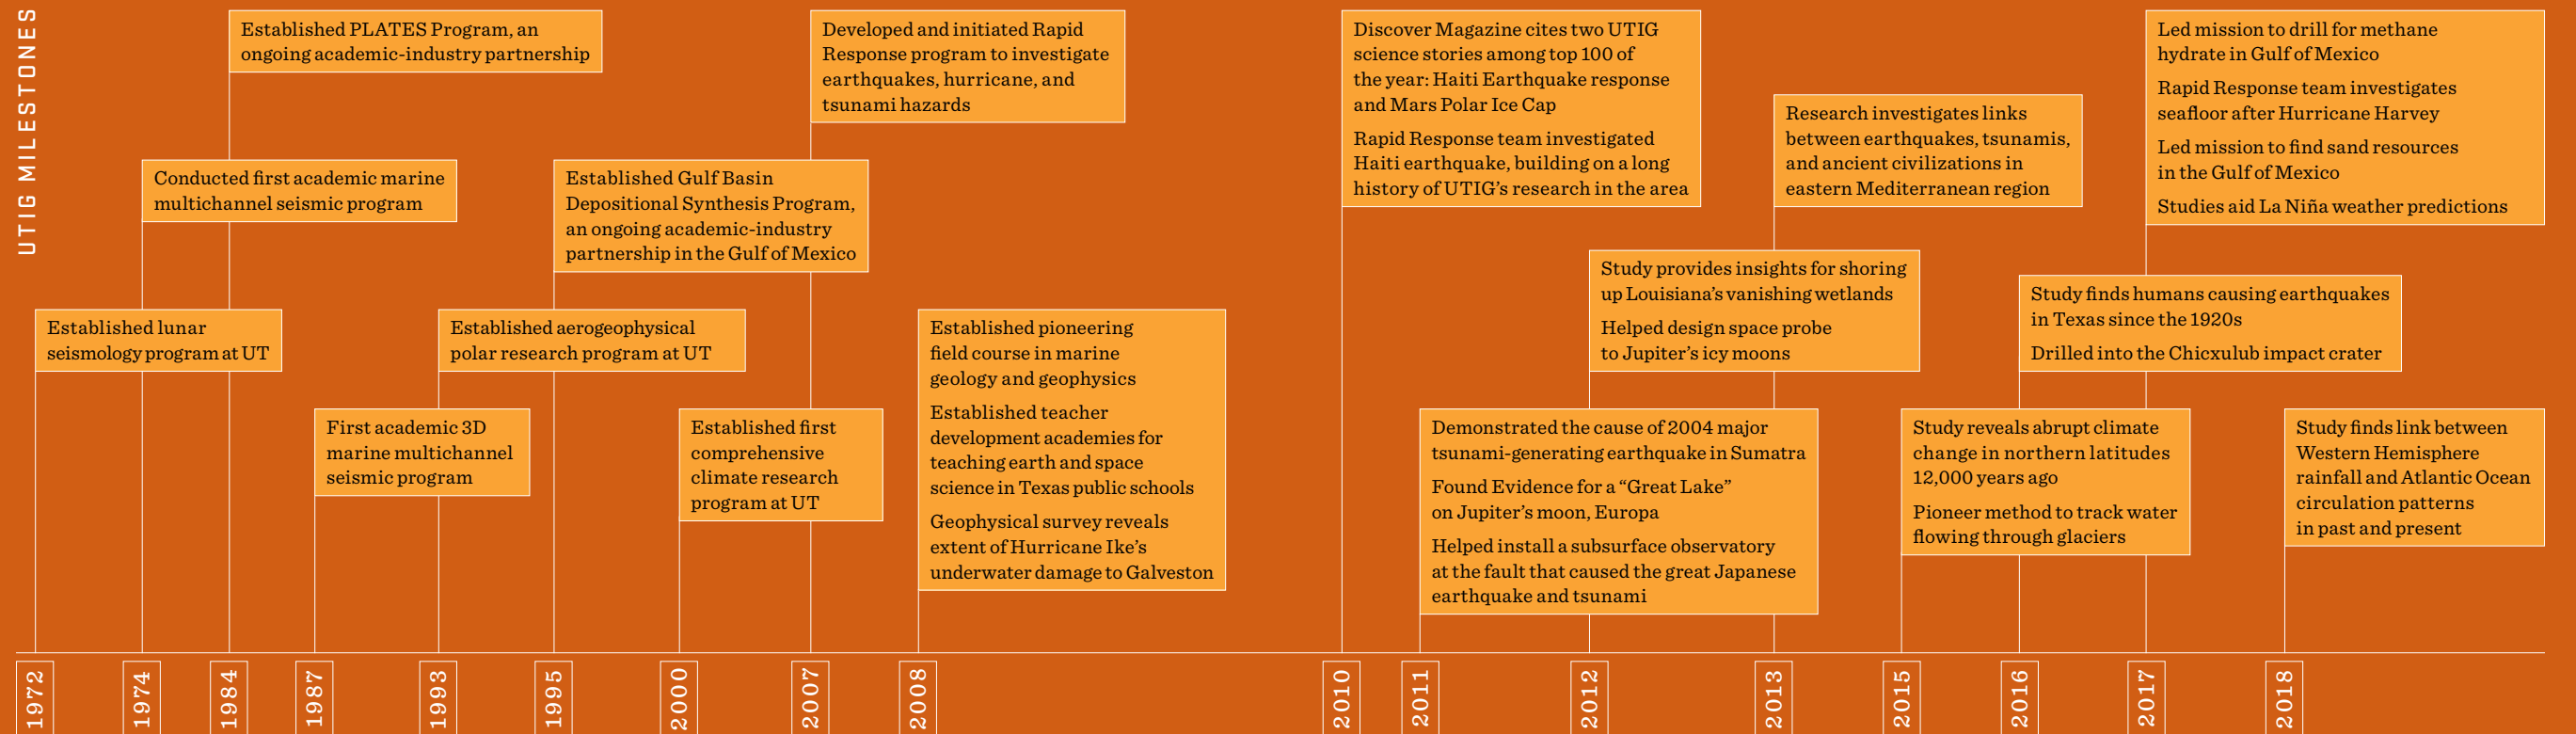 UTIG MILESTONES
Established lunar
seismology program at UT
Conducted first academic marine
multichannel seismic program
Established PLATES Program, an
ongoing academic-industry partnership
First academic 3D
marine multichannel
seismic program
Established aerogeophysical
polar research program at UT
Established Gulf Basin
Depositional Synthesis Program,
an ongoing academic-industry
partnership in the Gulf of Mexico
Established first
comprehensive
climate research
program at UT
Developed and initiated Rapid
Response program to investigate
earthquakes, hurricane, and
tsunami hazards
Established pioneering
field course in marine
geology and geophysics
Established teacher
development academies for
teaching earth and space
science in Texas public schools
Geophysical survey reveals
extent of Hurricane Ike’s
underwater damage to Galveston
Discover Magazine cites two UTIG
science stories among top 100 of
the year: Haiti Earthquake response
and Mars Polar Ice Cap
Rapid Response team investigated
Haiti earthquake, building on a long
history of UTIG’s research in the area
Demonstrated the cause of 2004 major
tsunami-generating earthquake in Sumatra
Found Evidence for a “Great Lake”
on Jupiter’s moon, Europa
Helped install a subsurface observatory
at the fault that caused the great Japanese
earthquake and tsunami
Study provides insights for shoring
up Louisiana’s vanishing wetlands
Helped design space probe
to Jupiter’s icy moons
Research investigates links
between earthquakes, tsunamis,
and ancient civilizations in
eastern Mediterranean region
Study reveals abrupt climate
change in northern latitudes
12,000 years ago
Pioneer method to track water
flowing through glaciers
Study finds humans causing earthquakes
in Texas since the 1920s
Drilled into the Chicxulub impact crater
Led mission to drill for methane
hydrate in Gulf of Mexico
Rapid Response team investigates
seafloor after Hurricane Harvey
Led mission to find sand resources
in the Gulf of Mexico
Studies aid La Niña weather predictions
Study finds link between
Western Hemisphere
rainfall and Atlantic Ocean
circulation patterns
in past and present
1972
1974
1984
1987
1993
1995
2000
2007
2008
2010
2011
2012
2013
2015
2016
2017
2018